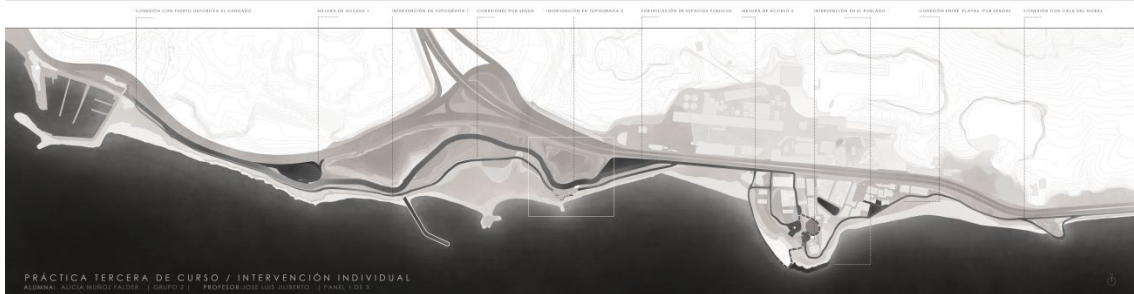 CONEXIÓN CON PUERTO DEPORTIVO EL CANDADO
MEJORA DE ACCESO 1
INTERVENCIÓN EN TOPOGRAFÍA 1
CONEXIONES POR SENDA
INTERVENCIÓN EN TOPOGRAFÍA 2
FORTIFICACIÓN DE ESPACIOS PÚBLICOS
MEJORA DE ACCESO 2
INTERVENCIÓN EN EL POBLADO
CONEXIÓN ENTRE PLAYAS POR SENDAS
CONEXIÓN CON CALA DEL MORAL
PRÁCTICA TERCERA DE CURSO / INTERVENCIÓN INDIVIDUAL
ALUMNA: ALICIA MUÑOZ FALDER | GRUPO 2 | PROFESOR JOSE LUIS JILIBERTO | PANEL 1 DE 3